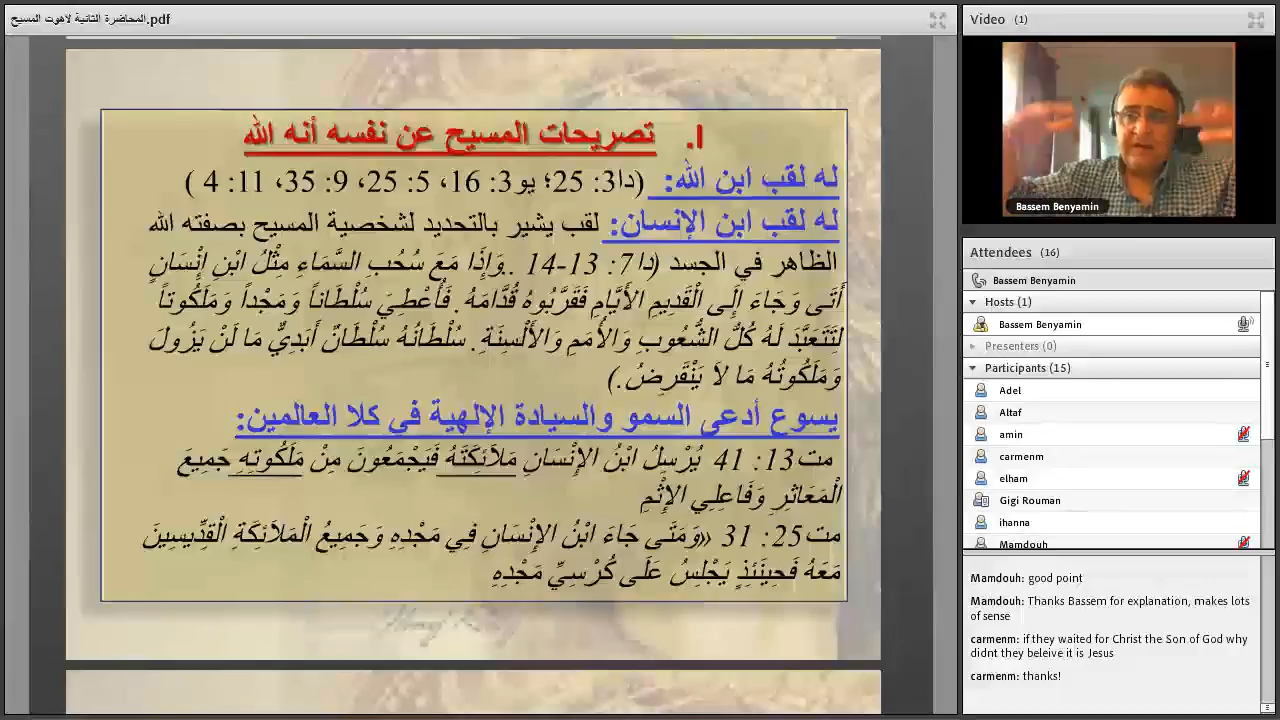 المحاضرة الثانية لاهوت المسيح.pdf
I. تصريحات المسيح عن نفسه أنه الله
له لقب ابن الله: (دا3: 25؛ يو3: 16، 5: 25، 9: 35، 11: 4 )
له لقب ابن الإنسان: لقب يشير بالتحديد لشخصية المسيح بصفته الله
الظاهر في الجسد (دا7: 13-14 ..وَإِذَا مَعَ سُحُبِ السَّمَاءِ مِثْلُ ابْنِ إِنْسَانٍ
أَتَى وَجَاءَ إِلَى الْقَدِيمِ الأَيَّامِ فَقَرَّبُوهُ قُدَّامَهُ. فَأُعْطِيَ سُلْطَاناً وَمَجْداً وَمَلَكُوتاً
لِتَتَعَبَّدَ لَهُ كُلُّ الشُّعُوبِ وَالأُمَمِ وَالأَلْسِنَةِ. سُلْطَانُهُ سُلْطَانٌ أَبَدِيٌّ مَا لَنْ يَزُولَ
وَمَلَكُوتُهُ مَا لاَ يَنْقَرِضُ.)
يسوع أدعى السمو والسيادة الإلهية في كلا العالمين:
مت13: 41 يُرْسِلُ ابْنُ الإِنْسَانِ مَلاَئِكَتَهُ فَيَجْمَعُونَ مِنْ مَلَكُوتِهِ جَمِيعَ
الْمَعَاثِرِ وَفَاعِلِي الإِثْمِ
مت25: 31 «وَمَتَى جَاءَ ابْنُ الإِنْسَانِ فِي مَجْدِهِ وَجَمِيعُ الْمَلاَئِكَةِ الْقِدِّيسِينَ
مَعَهُ فَحِينَئِذٍ يَجْلِسُ عَلَى كُرْسِيِّ مَجْدِهِ
Video (1)
Bassem Benyamin
Attendees (16)
Bassem Benyamin
Hosts (1)
Bassem Benyamin
Presenters (0)
Participants (15)
Adel
Altaf
amin
carmenm
elham
Gigi Rouman
ihanna
Mamdouh
Mamdouh: good point
Mamdouh: Thanks Bassem for explanation, makes lots
of sense
carmenm: if they waited for Christ the Son of God why
didnt they beleive it is Jesus
carmenm: thanks!